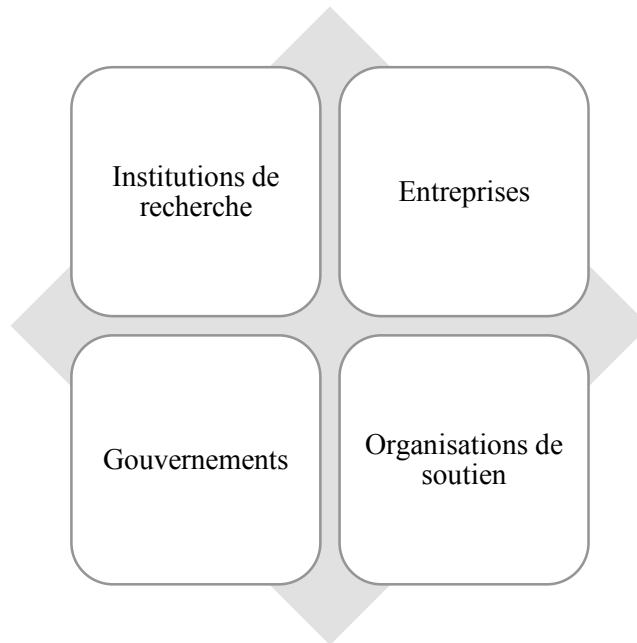 Institutions de
recherche
Entreprises
Gouvernements
Organisations de
soutien